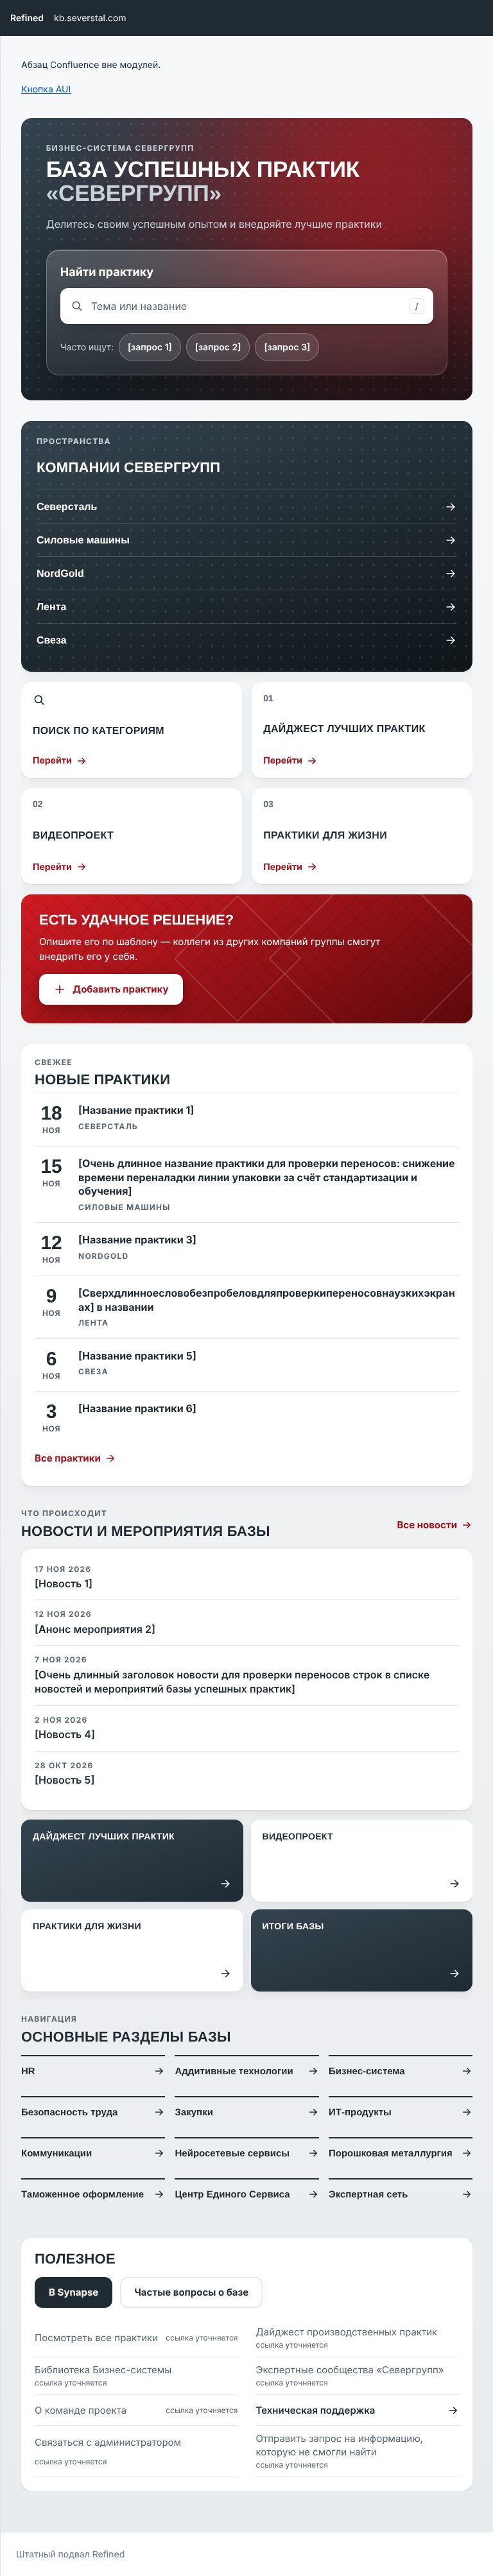 Refined kb.severstal.com
Абзац Confluence вне модулей.
Кнопка AUI
БИЗНЕС-СИСТЕМА СЕВЕРГРУПП
БАЗА УСПЕШНЫХ ПРАКТИК
«СЕВЕРГРУПП»
Делитесь своим успешным опытом и внедряйте лучшие практики
Найти практику
Тема или название /
Часто ищут: [запрос 1] [запрос 2] [запрос 3]
ПРОСТРАНСТВА
КОМПАНИИ СЕВЕРГРУПП
Северсталь →
Силовые машины →
NordGold →
Лента →
Свеза →
ПОИСК ПО КАТЕГОРИЯМ
Перейти →
01
ДАЙДЖЕСТ ЛУЧШИХ ПРАКТИК
Перейти →
02
ВИДЕОПРОЕКТ
Перейти →
03
ПРАКТИКИ ДЛЯ ЖИЗНИ
Перейти →
ЕСТЬ УДАЧНОЕ РЕШЕНИЕ?
Опишите его по шаблону — коллеги из других компаний группы смогут
внедрить его у себя.
+ Добавить практику
СВЕЖЕЕ
НОВЫЕ ПРАКТИКИ
18 НОЯ
[Название практики 1]
СЕВЕРСТАЛЬ
15 НОЯ
[Очень длинное название практики для проверки переносов: снижение
времени переналадки линии упаковки за счёт стандартизации и
обучения]
СИЛОВЫЕ МАШИНЫ
12 НОЯ
[Название практики 3]
NORDGOLD
9 НОЯ
[Сверхдлинноесловобезпробеловдляпроверкипереносовнаузкихэкран
ах] в названии
ЛЕНТА
6 НОЯ
[Название практики 5]
СВЕЗА
3 НОЯ
[Название практики 6]
Все практики →
ЧТО ПРОИСХОДИТ
НОВОСТИ И МЕРОПРИЯТИЯ БАЗЫ
Все новости →
17 НОЯ 2026
[Новость 1]
12 НОЯ 2026
[Анонс мероприятия 2]
7 НОЯ 2026
[Очень длинный заголовок новости для проверки переносов строк в списке
новостей и мероприятий базы успешных практик]
2 НОЯ 2026
[Новость 4]
28 ОКТ 2026
[Новость 5]
ДАЙДЖЕСТ ЛУЧШИХ ПРАКТИК
→
ВИДЕОПРОЕКТ
→
ПРАКТИКИ ДЛЯ ЖИЗНИ
→
ИТОГИ БАЗЫ
→
НАВИГАЦИЯ
ОСНОВНЫЕ РАЗДЕЛЫ БАЗЫ
HR → Аддитивные технологии → Бизнес-система →
Безопасность труда → Закупки → ИТ-продукты →
Коммуникации → Нейросетевые сервисы → Порошковая металлургия →
Таможенное оформление → Центр Единого Сервиса → Экспертная сеть →
ПОЛЕЗНОЕ
В Synapse Частые вопросы о базе
Посмотреть все практики ссылка уточняется
Дайджест производственных практик
ссылка уточняется
Библиотека Бизнес-системы
ссылка уточняется
Экспертные сообщества «Севергрупп»
ссылка уточняется
О команде проекта ссылка уточняется
Техническая поддержка →
Связаться с администратором
ссылка уточняется
Отправить запрос на информацию,
которую не смогли найти
ссылка уточняется
Штатный подвал Refined